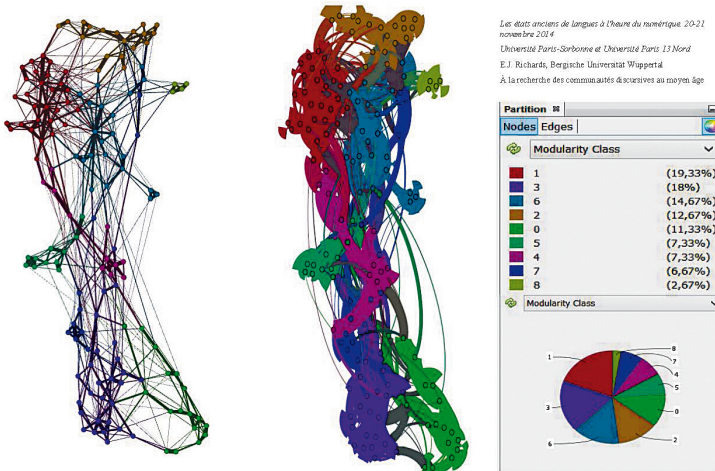 Les états anciens de langues à l'heure du numérique. 20-21
novembre 2014
Université Paris-Sorbonne et Université Paris 13 Nord
E.J. Richards, Bergische Universität Wuppertal
À la recherche des communautés discursives au moyen âge
Partition
Nodes Edges
Modularity Class
1 (19,33%)
3 (18%)
6 (14,67%)
2 (12,67%)
0 (11,33%)
5 (7,33%)
4 (7,33%)
7 (6,67%)
8 (2,67%)
Modularity Class
8
7
1
4
5
3
0
6
2